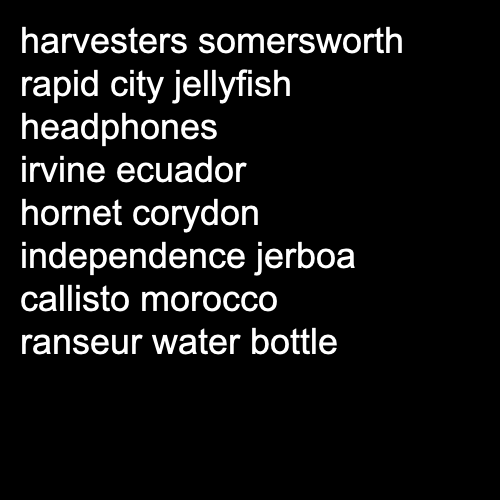 harvesters somersworth
rapid city jellyfish
headphones
irvine ecuador
hornet corydon
independence jerboa
callisto morocco
ranseur water bottle